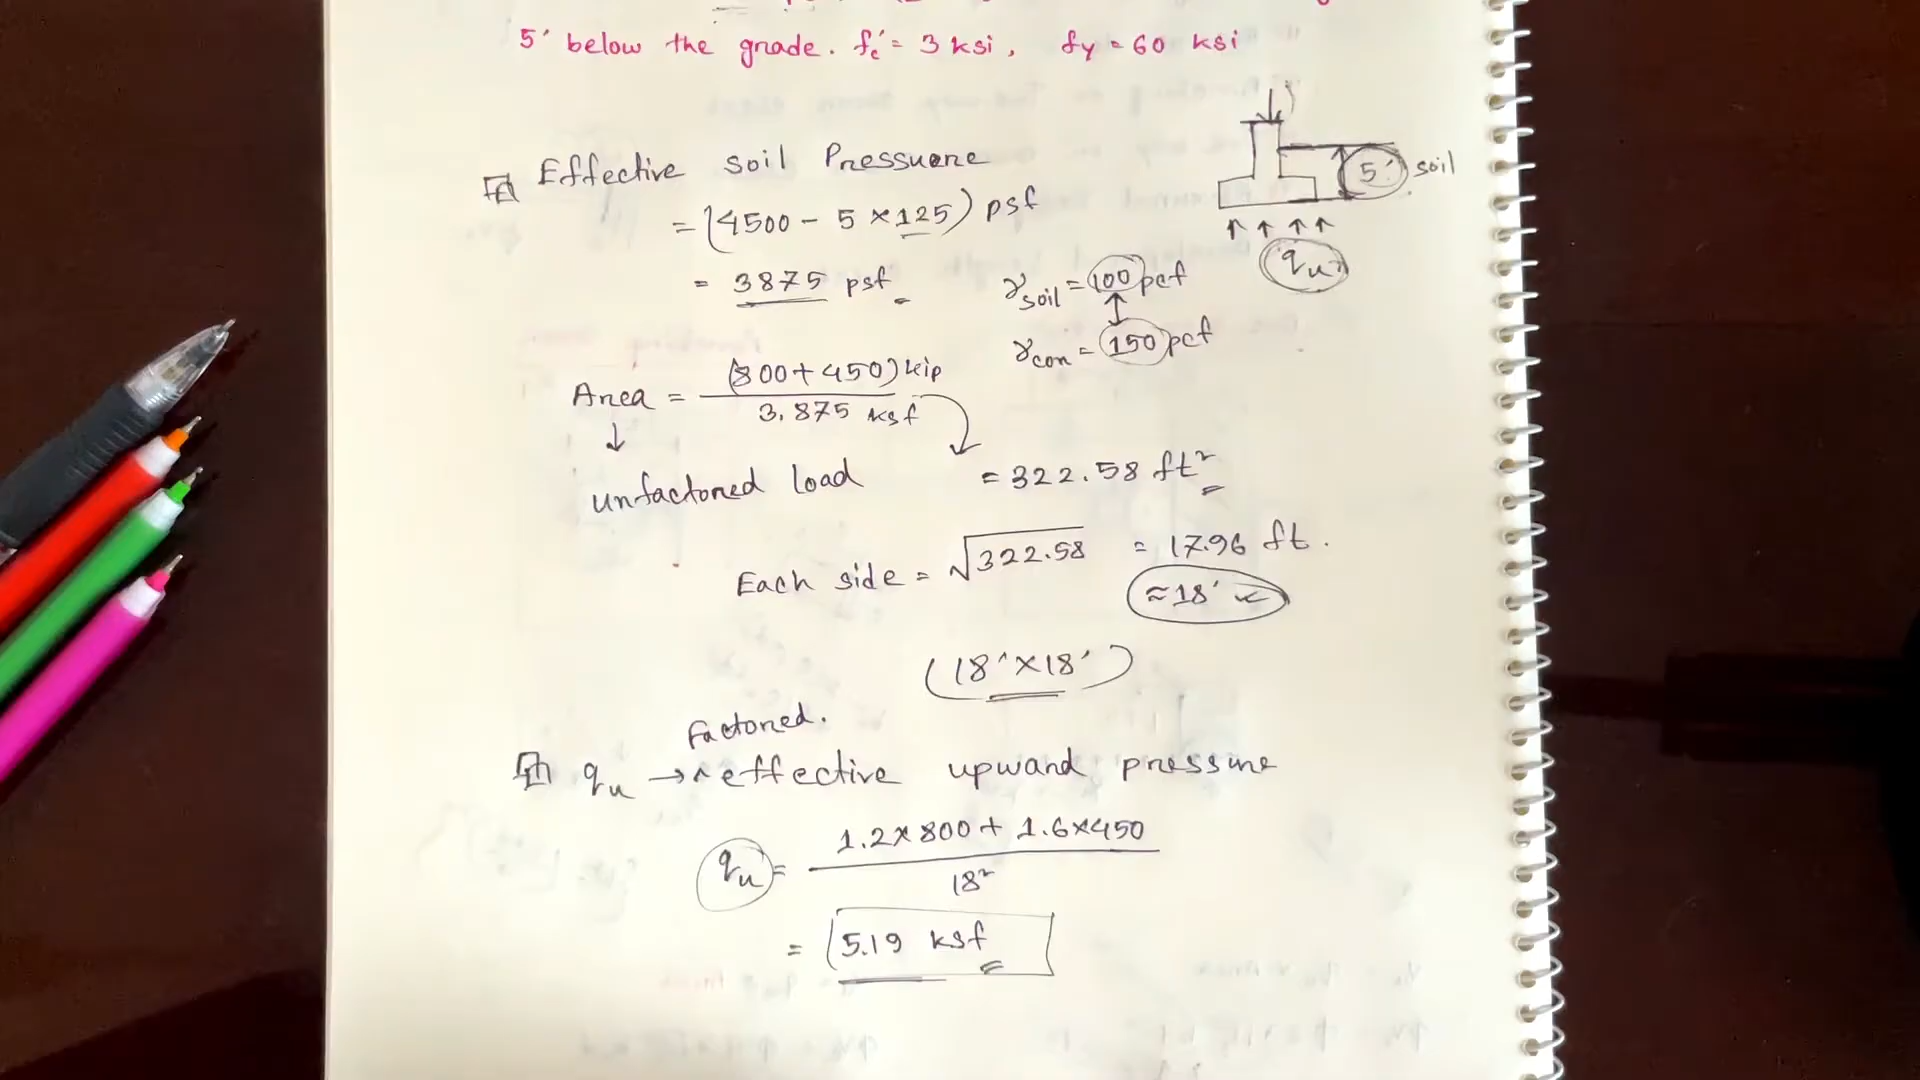 5' below the grade. fc' = 3 ksi, fy = 60 ksi
Effective soil Pressure
= (4500 - 5 × 125) psf
= 3875 psf
5' soil
qu
γsoil = 100 pcf
γcon = 150 pcf
Area = (800 + 450) kip / 3.875 ksf
unfactored load
= 322.58 ft²
Each side = √322.58 = 17.96 ft.
≈ 18'
(18' × 18')
Factored.
qu → ^ effective upward pressure
qu = 1.2 × 800 + 1.6 × 450 / 18²
= 5.19 ksf